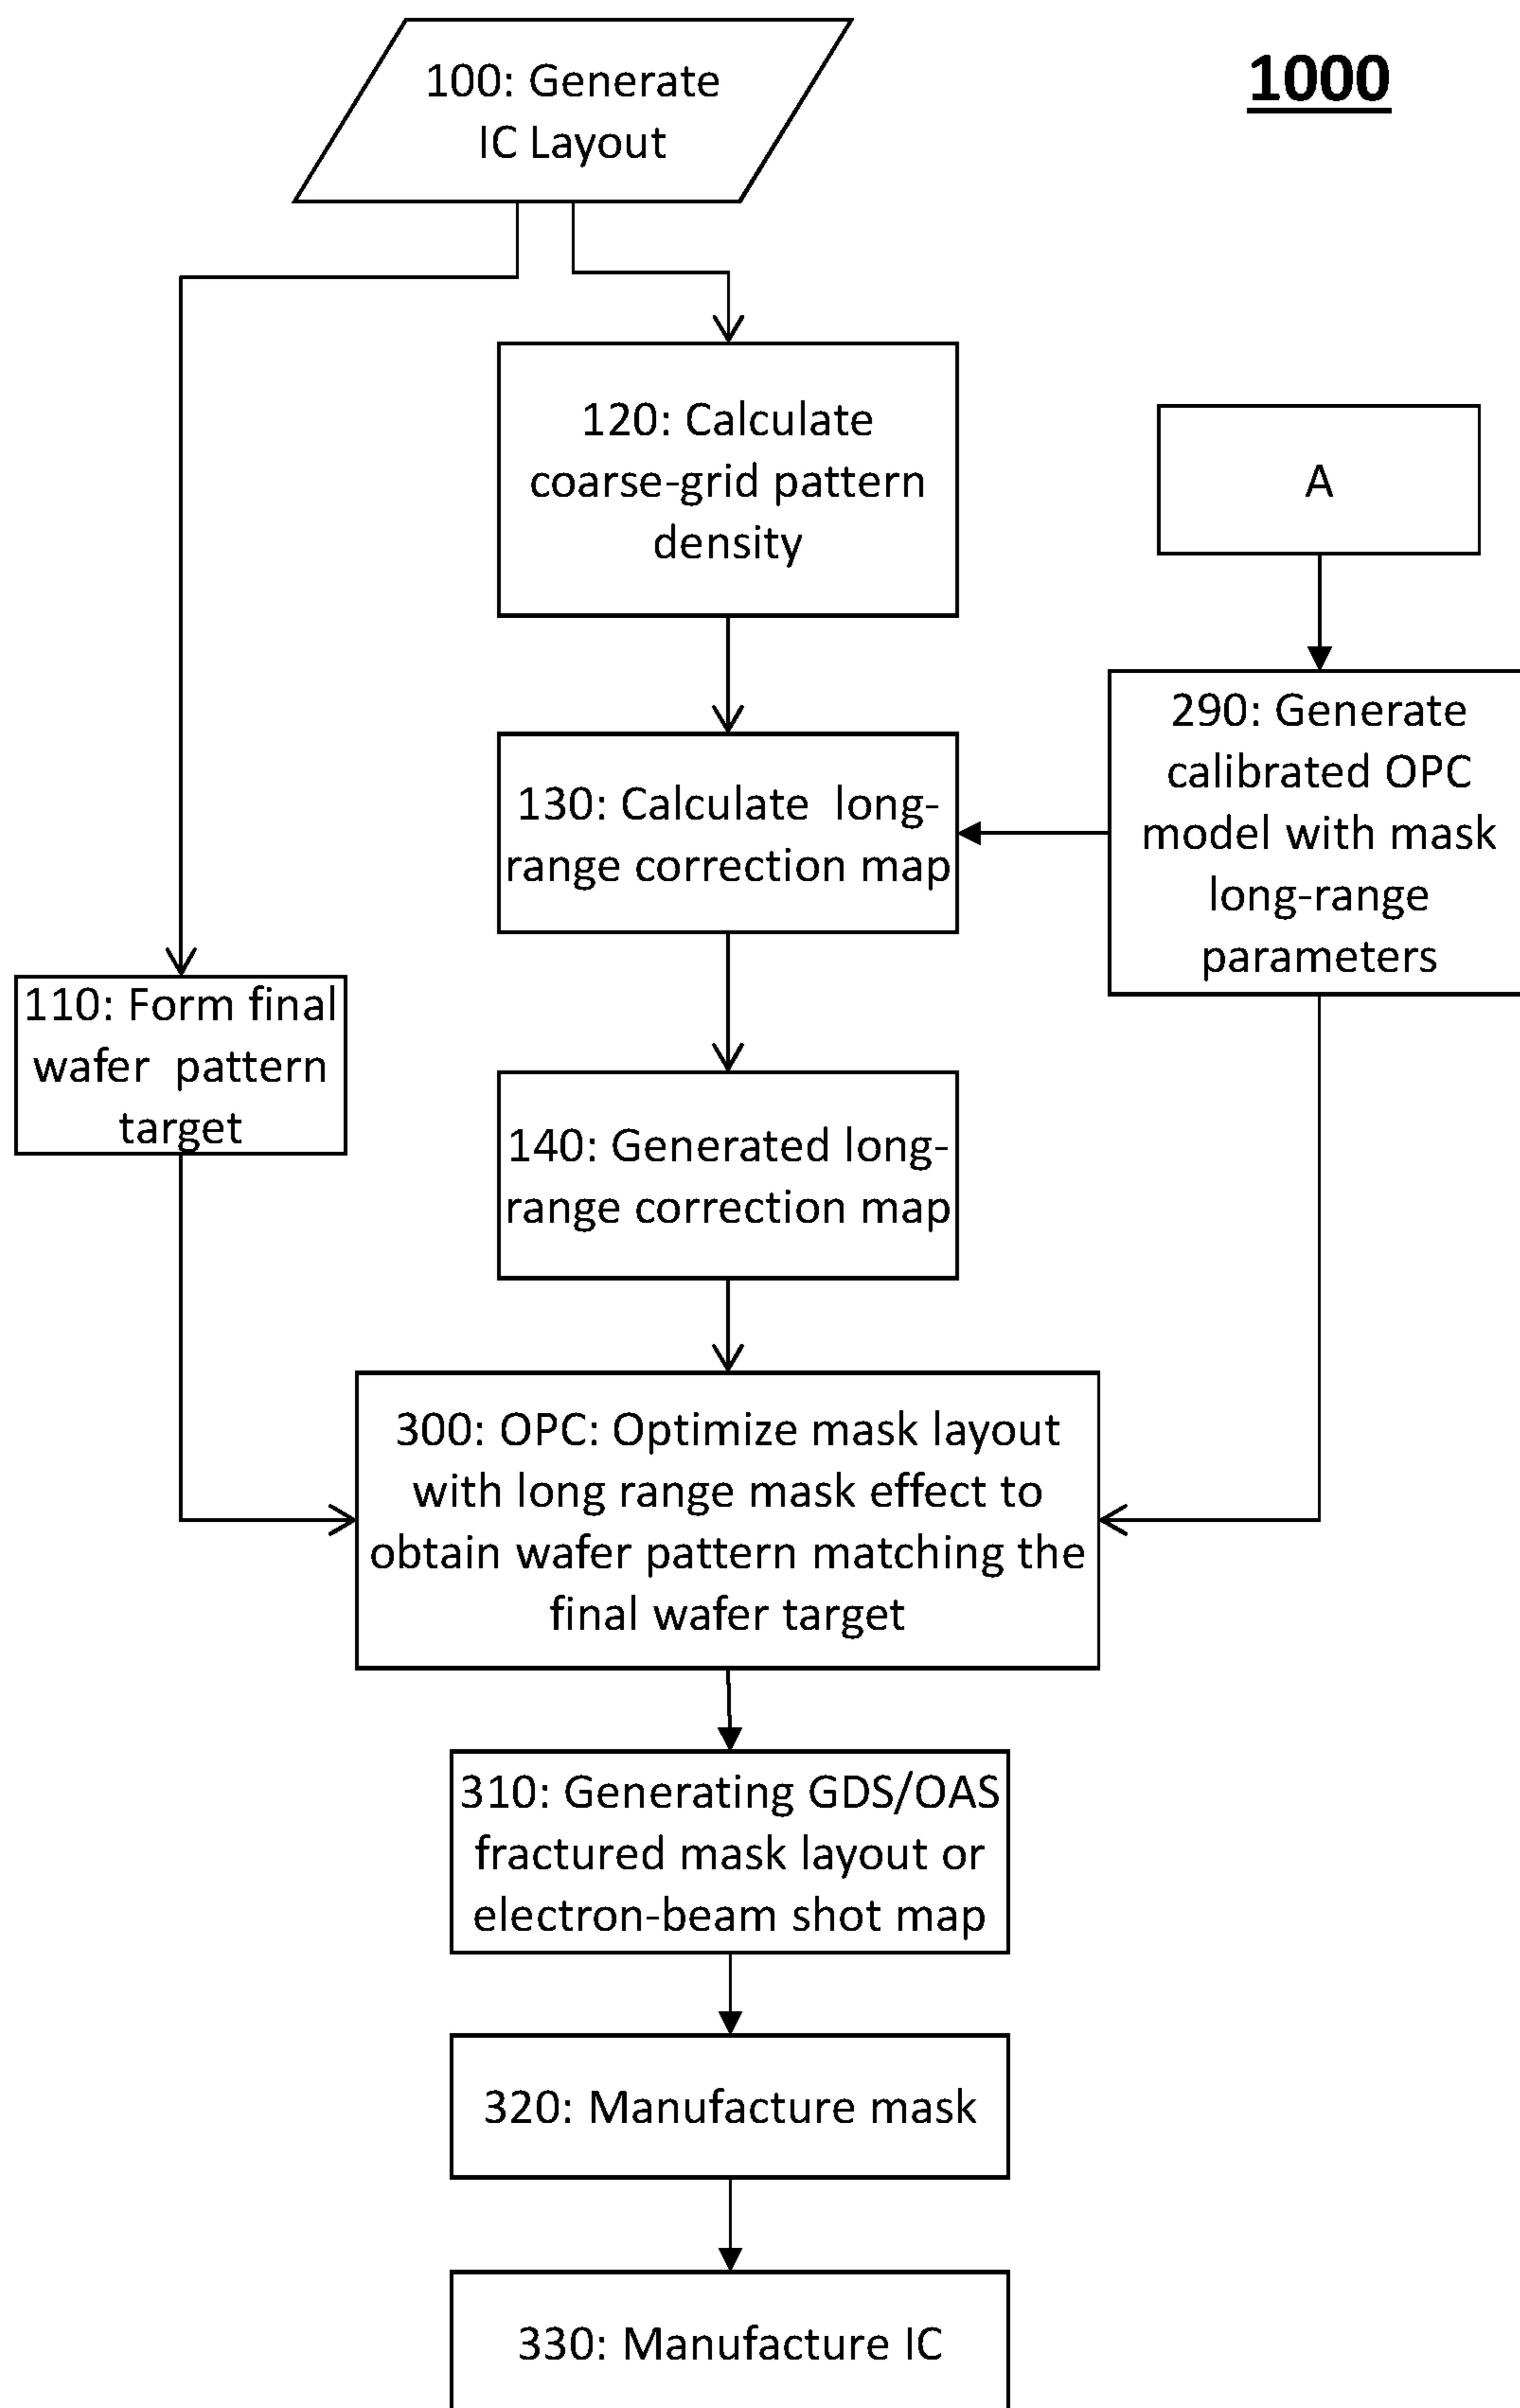 1000
100: Generate
IC Layout
120: Calculate
coarse-grid pattern
density
A
290: Generate
calibrated OPC
model with mask
long-range
parameters
130: Calculate long-
range correction map
110: Form final
wafer pattern
target
140: Generated long-
range correction map
300: OPC: Optimize mask layout
with long range mask effect to
obtain wafer pattern matching the
final wafer target
310: Generating GDS/OAS
fractured mask layout or
electron-beam shot map
320: Manufacture mask
330: Manufacture IC